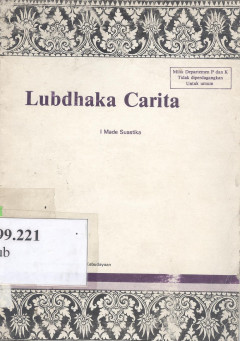 Milik Departemen P dan K
Tidak diperdagangkan
Untuk umum
Lubdhaka Carita
I Made Suastika
99.221
ub